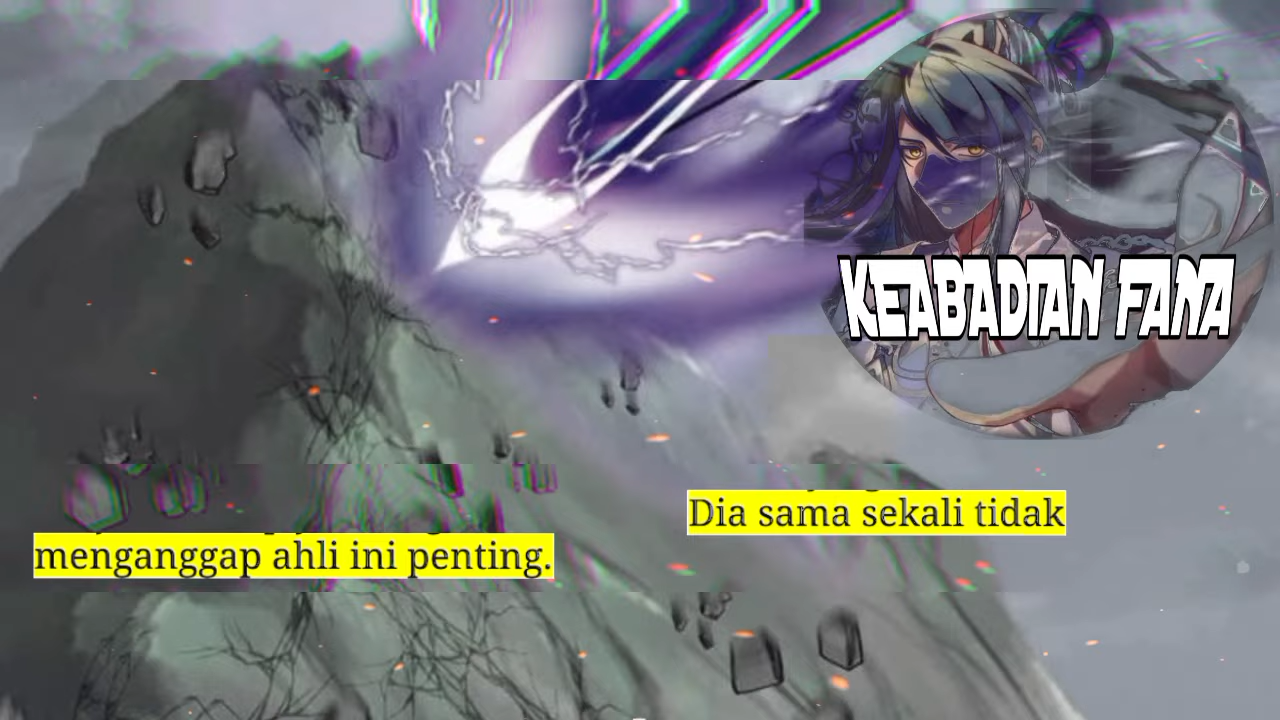 KEABADIAN FANA
Dia sama sekali tidak
menganggap ahli ini penting.